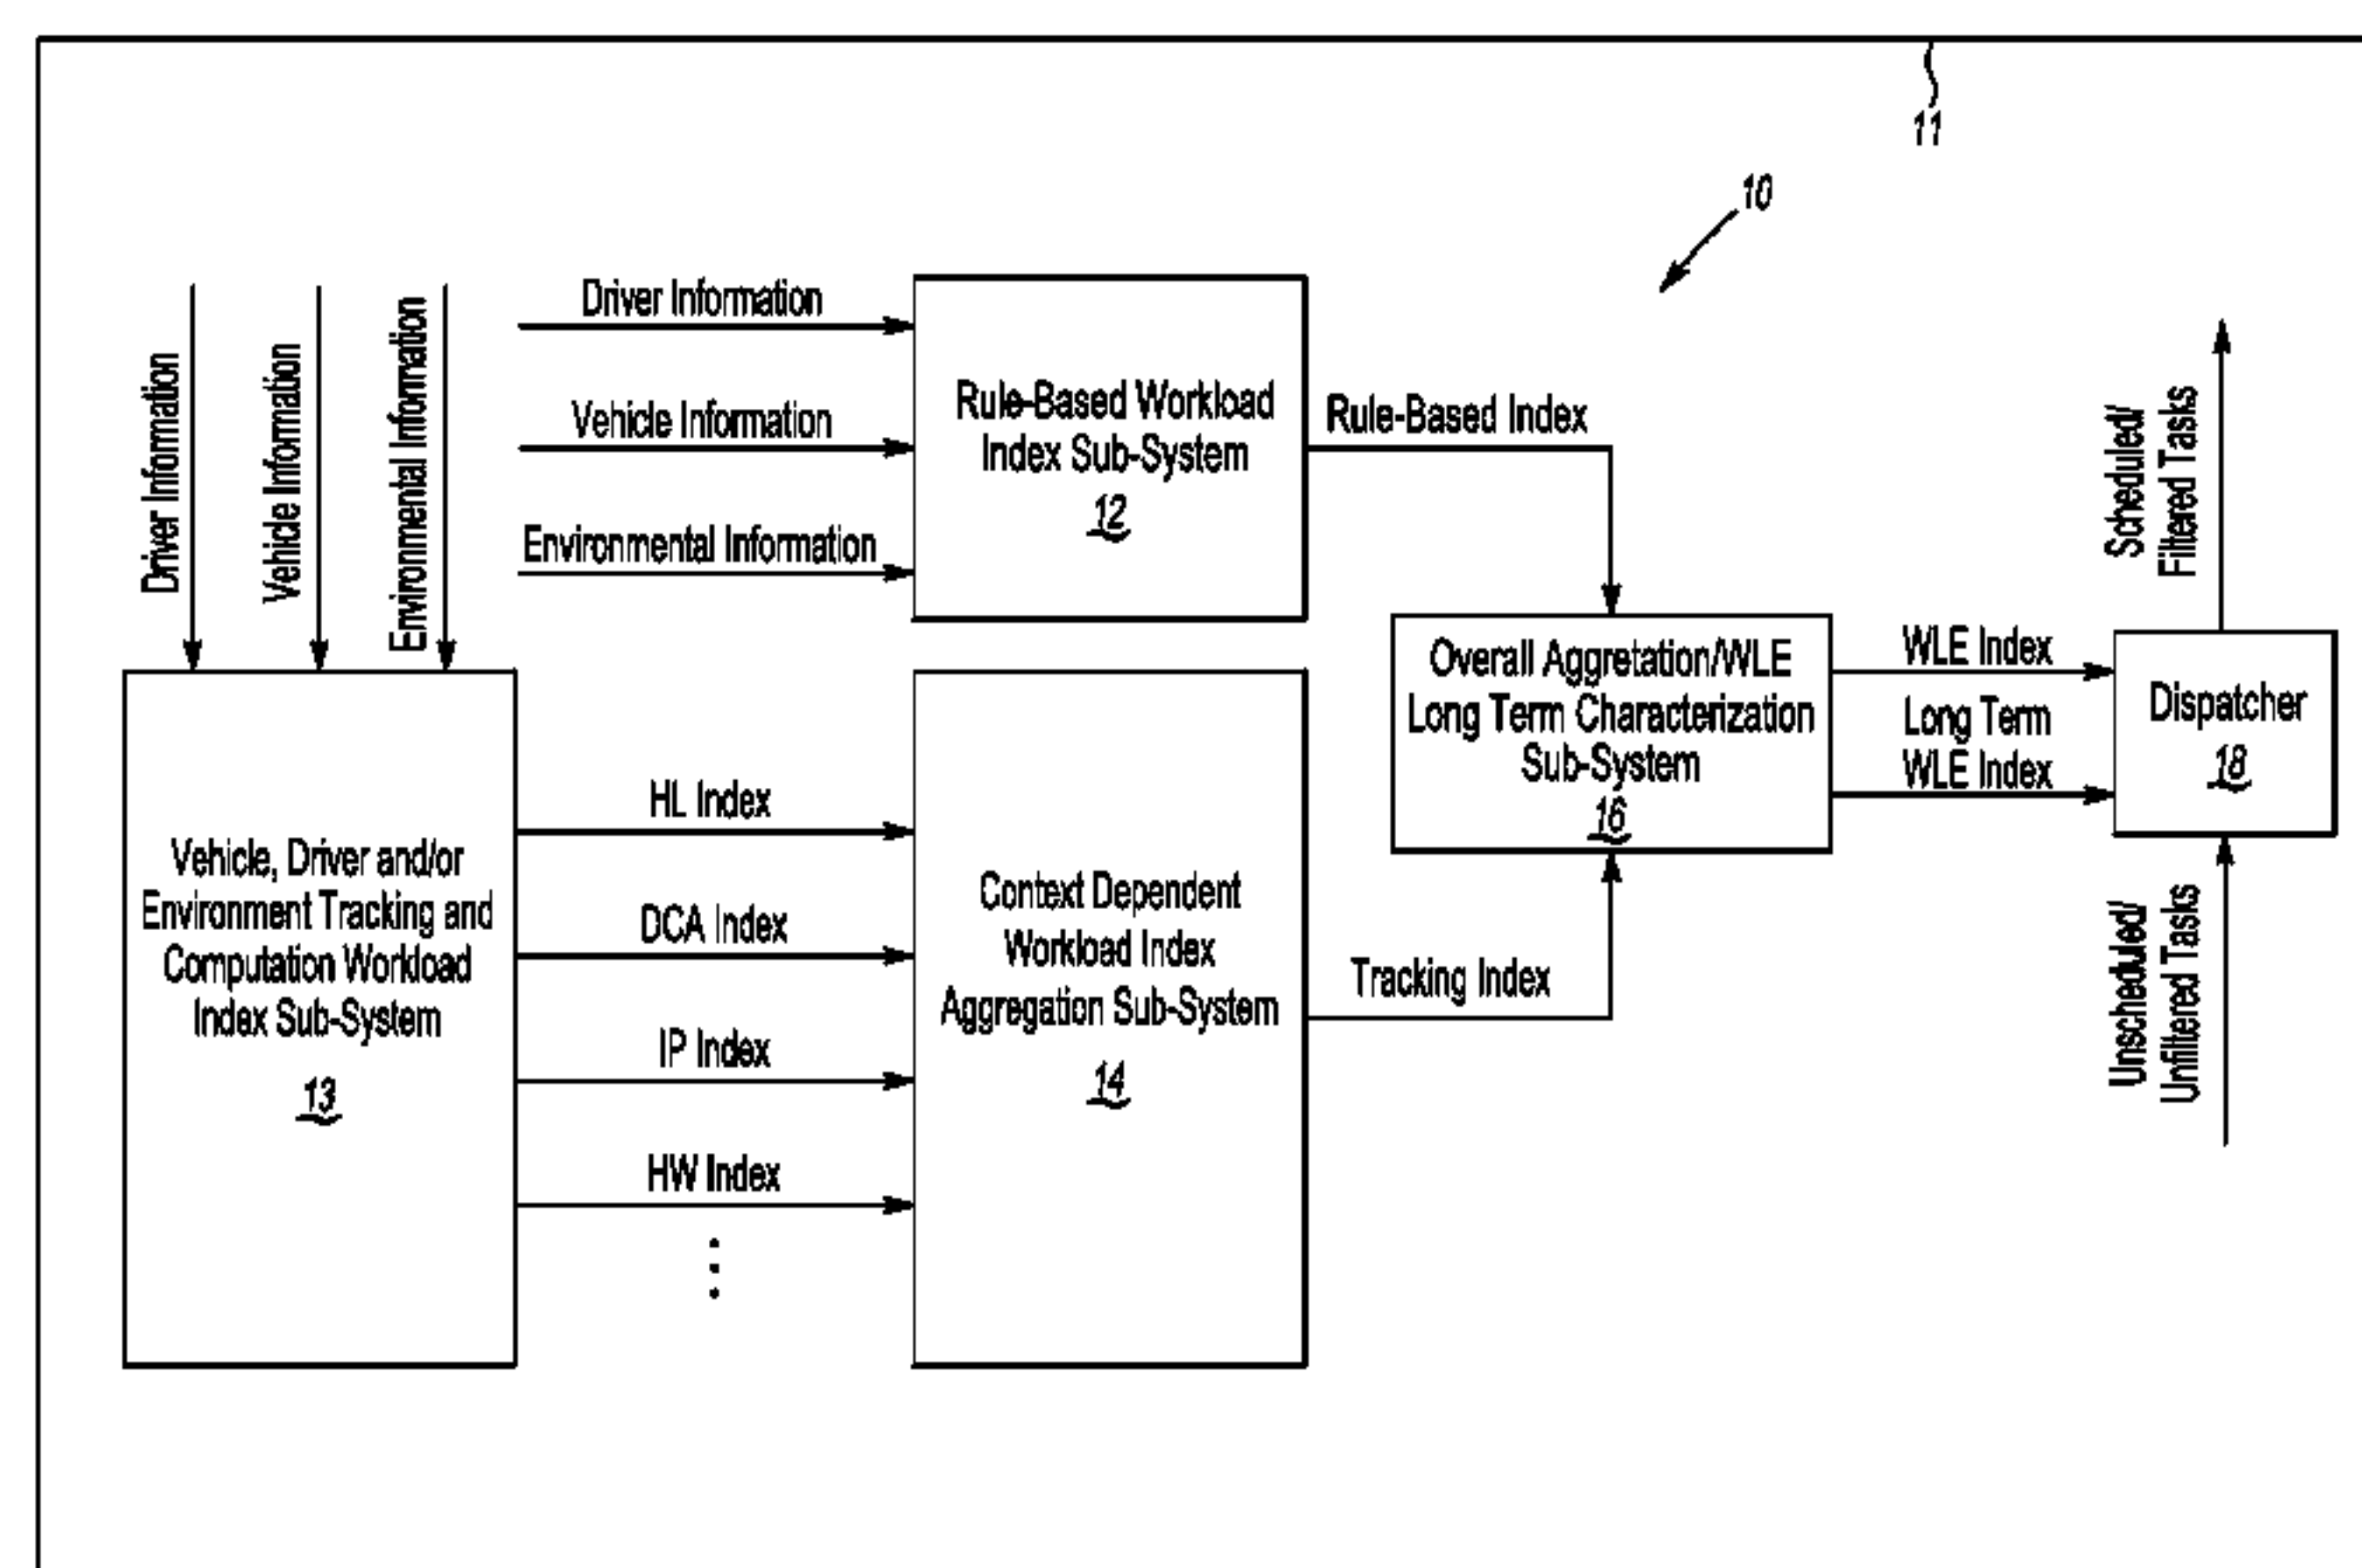 11
10
Driver Information
Vehicle Information
Environmental Information
Driver Information
Vehicle Information
Environmental Information
Rule-Based Workload
Index Sub-System
12
Rule-Based Index
Scheduled/
Filtered Tasks
Vehicle, Driver and/or
Environment Tracking and
Computation Workload
Index Sub-System
13
HL Index
DCA Index
IP Index
HW Index
Context Dependent
Workload Index
Aggregation Sub-System
14
Tracking Index
Overall Aggretation/WLE
Long Term Characterization
Sub-System
16
WLE Index
Long Term
WLE Index
Dispatcher
18
Unscheduled/
Unfiltered Tasks